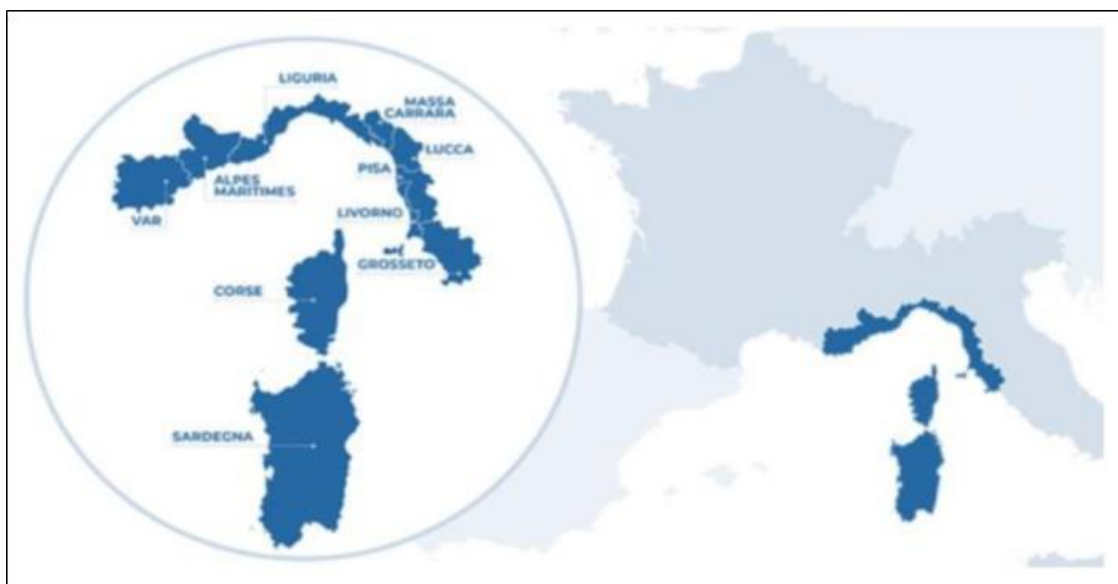 LIGURIA
MASSA
CARRARA
LUCCA
PISA
ALPES
MARITIMES
VAR
LIVORNO
GROSSETO
CORSE
SARDEGNA